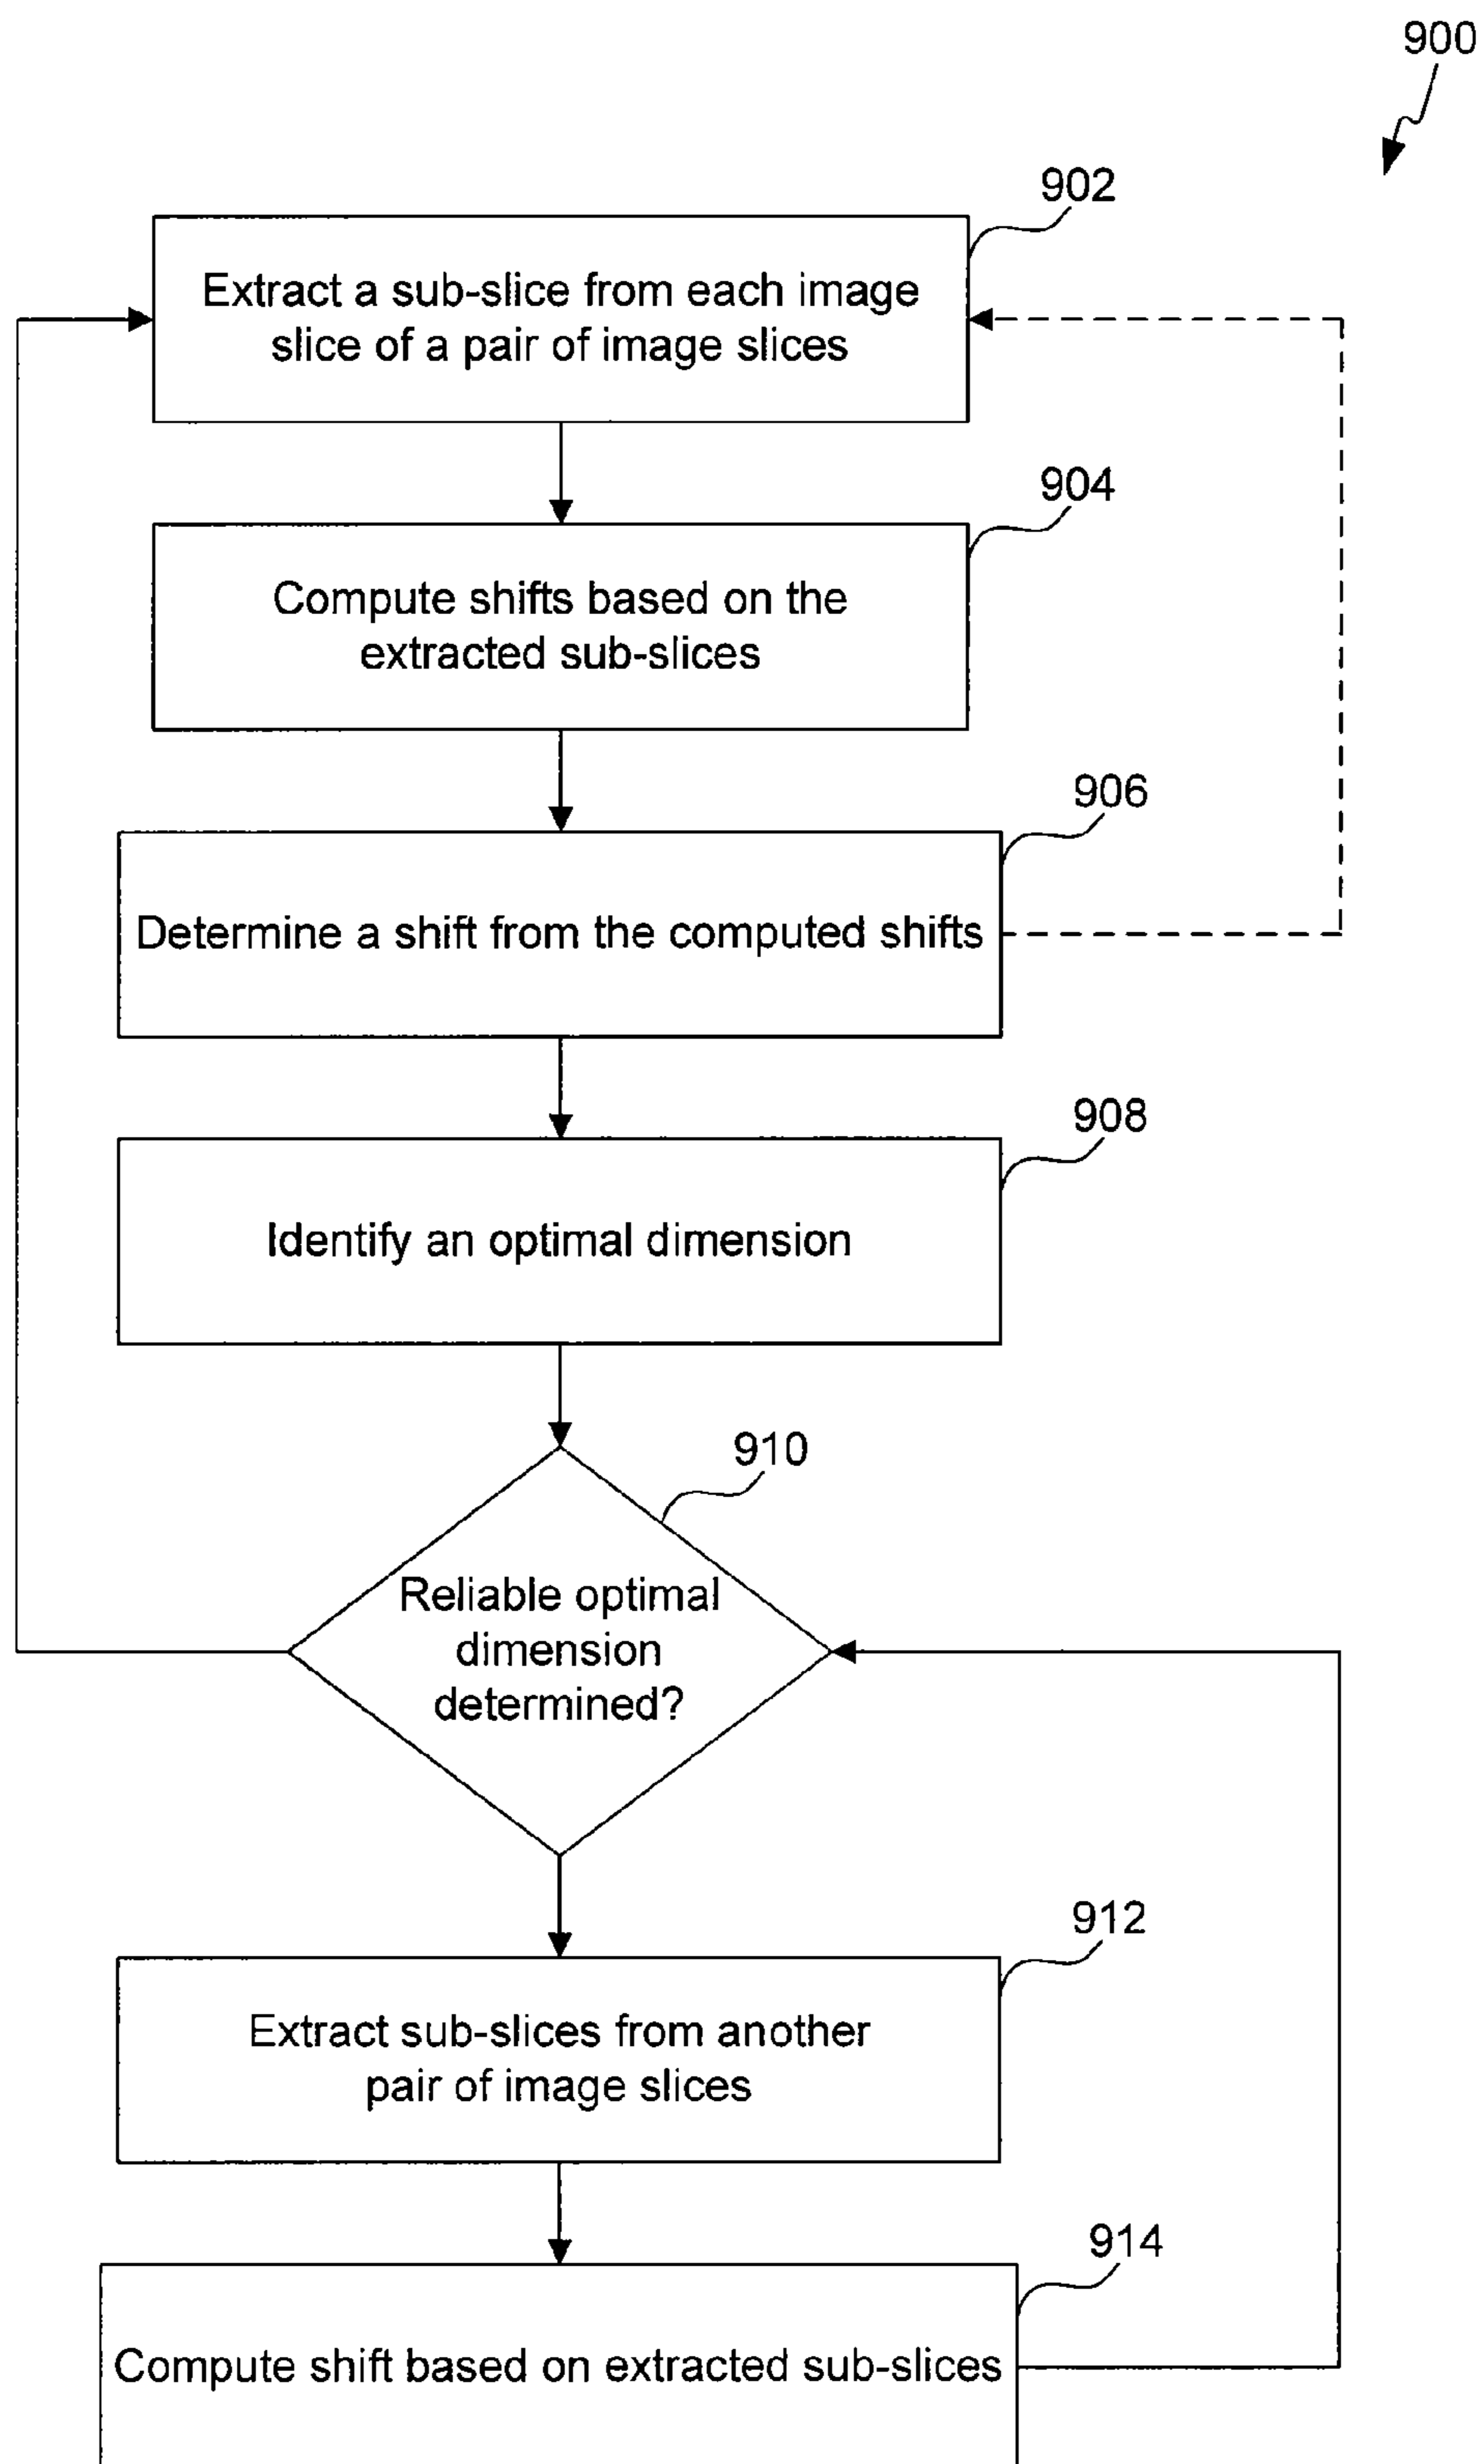 900
902
Extract a sub-slice from each image
slice of a pair of image slices
904
Compute shifts based on the
extracted sub-slices
906
Determine a shift from the computed shifts
908
Identify an optimal dimension
910
Reliable optimal
dimension
determined?
912
Extract sub-slices from another
pair of image slices
914
Compute shift based on extracted sub-slices